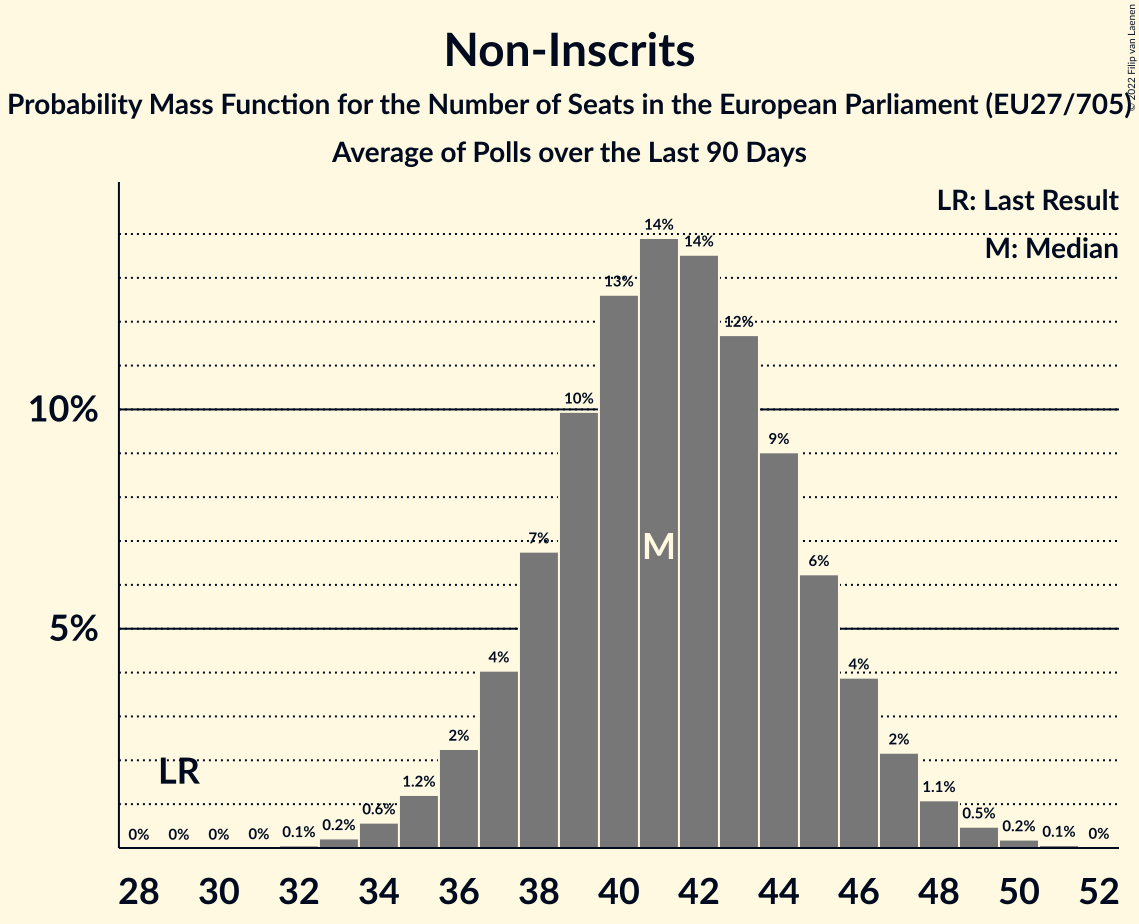 Non-Inscrits
Probability Mass Function for the Number of Seats in the European Parliament (EU27/705)
Average of Polls over the Last 90 Days
© 2022 Filip van Laenen
LR: Last Result
M: Median
10%
5%
0% 0% 0% 0% 0.1% 0.2% 0.6% 1.2% 2% 4% 7% 10% 13% 14% 14% 12% 9% 6% 4% 2% 1.1% 0.5% 0.2% 0.1% 0%
LR
M
28 30 32 34 36 38 40 42 44 46 48 50 52